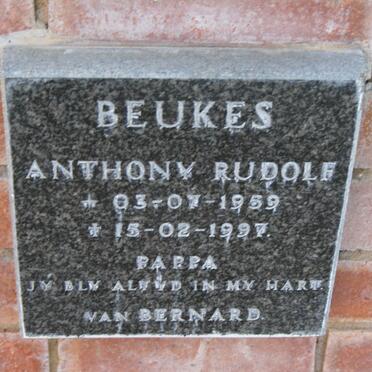 BEUKES
ANTHONY RUDOLF
* 03-07-1959
✝ 15-02-1997.
PAPPA
JY BLY ALTYD IN MY HART.
VAN BERNARD.